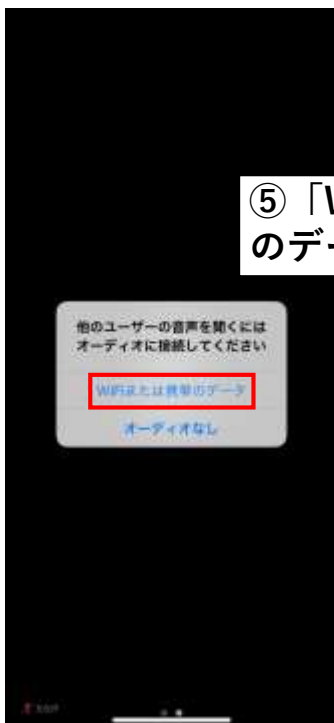 ⑤「W
のデー
他のユーザーの音声を聞くには
オーディオに接続してください
WiFiまたは携帯のデータ
オーディオなし